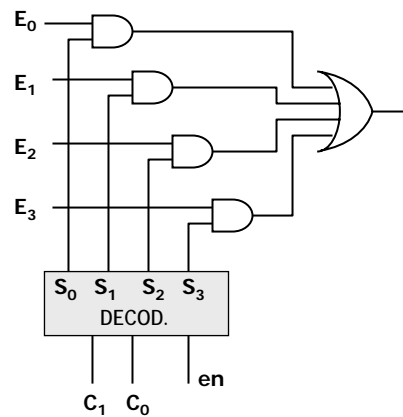 E₀
E₁
E₂
E₃
S₀ S₁ S₂ S₃
DECOD.
en
C₁ C₀